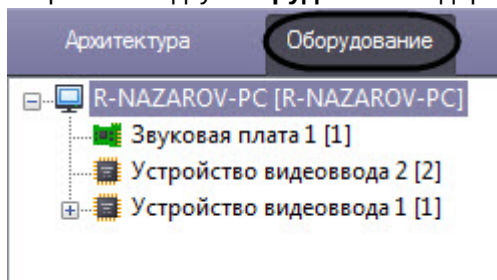 Архитектура Оборудование
R-NAZAROV-PC [R-NAZAROV-PC]
Звуковая плата 1 [1]
Устройство видеоввода 2 [2]
Устройство видеоввода 1 [1]